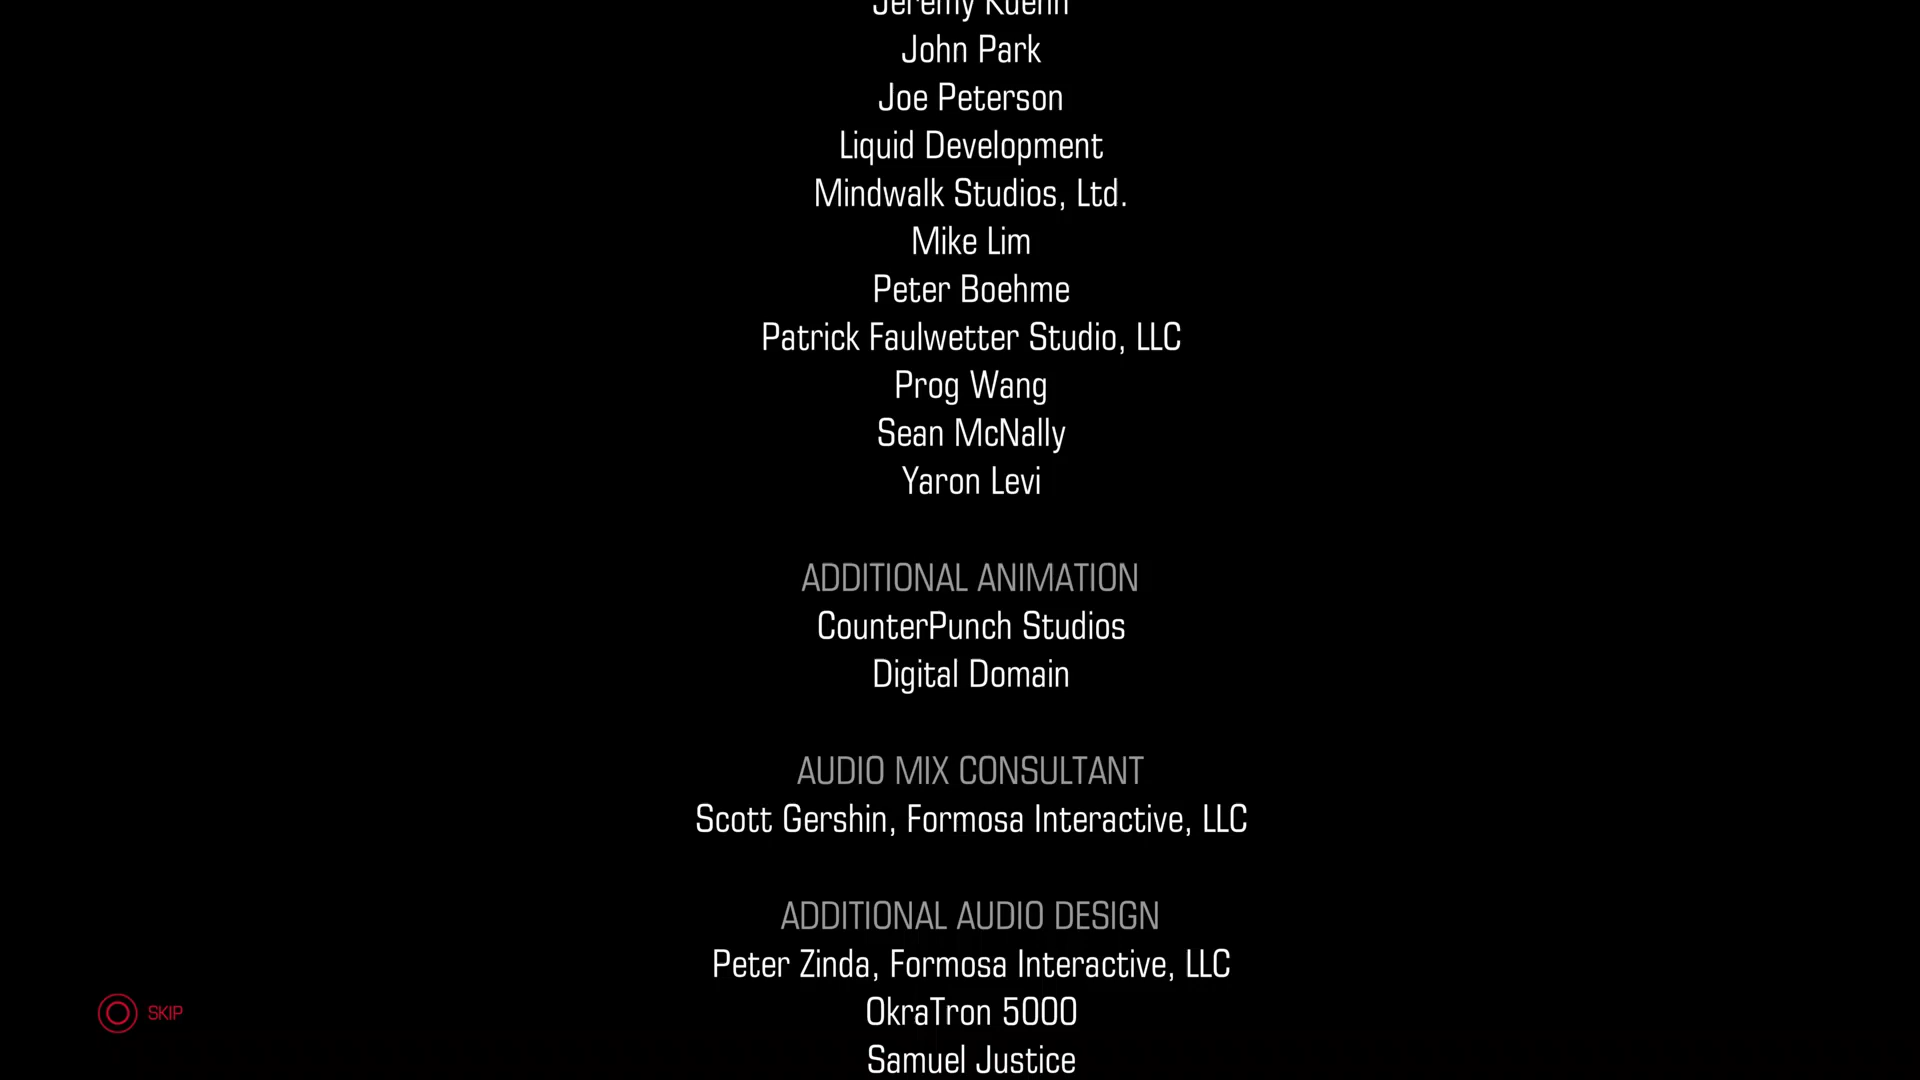 Jeremy Kuehn
John Park
Joe Peterson
Liquid Development
Mindwalk Studios, Ltd.
Mike Lim
Peter Boehme
Patrick Faulwetter Studio, LLC
Prog Wang
Sean McNally
Yaron Levi
ADDITIONAL ANIMATION
CounterPunch Studios
Digital Domain
AUDIO MIX CONSULTANT
Scott Gershin, Formosa Interactive, LLC
ADDITIONAL AUDIO DESIGN
Peter Zinda, Formosa Interactive, LLC
OkraTron 5000
Samuel Justice
SKIP